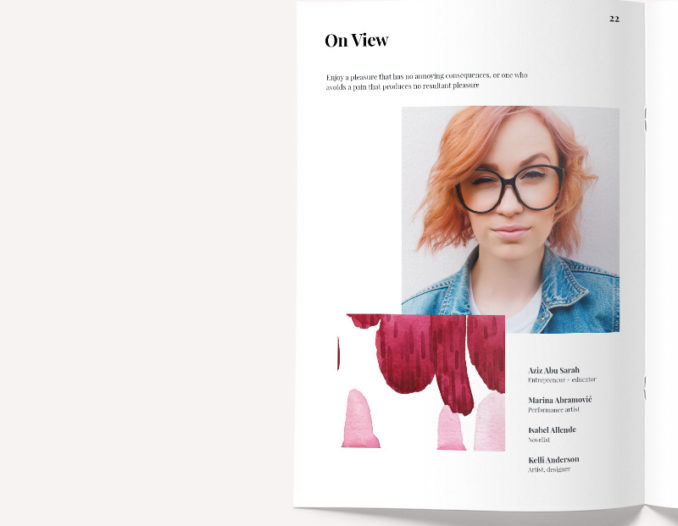 22
On View
Enjoy a pleasure that has no annoying consequences, or one who
avoids a pain that produces no resultant pleasure
Aziz Abu Sarah
Entrepreneur + educator
Marina Abramović
Performance artist
Isabel Allende
Novelist
Kelli Anderson
Artist, designer